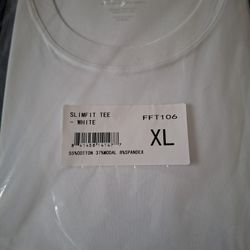 SLIMFIT TEE
- WHITE
FFT106
XL
55%COTTON 37%MODAL 8%SPANDEX